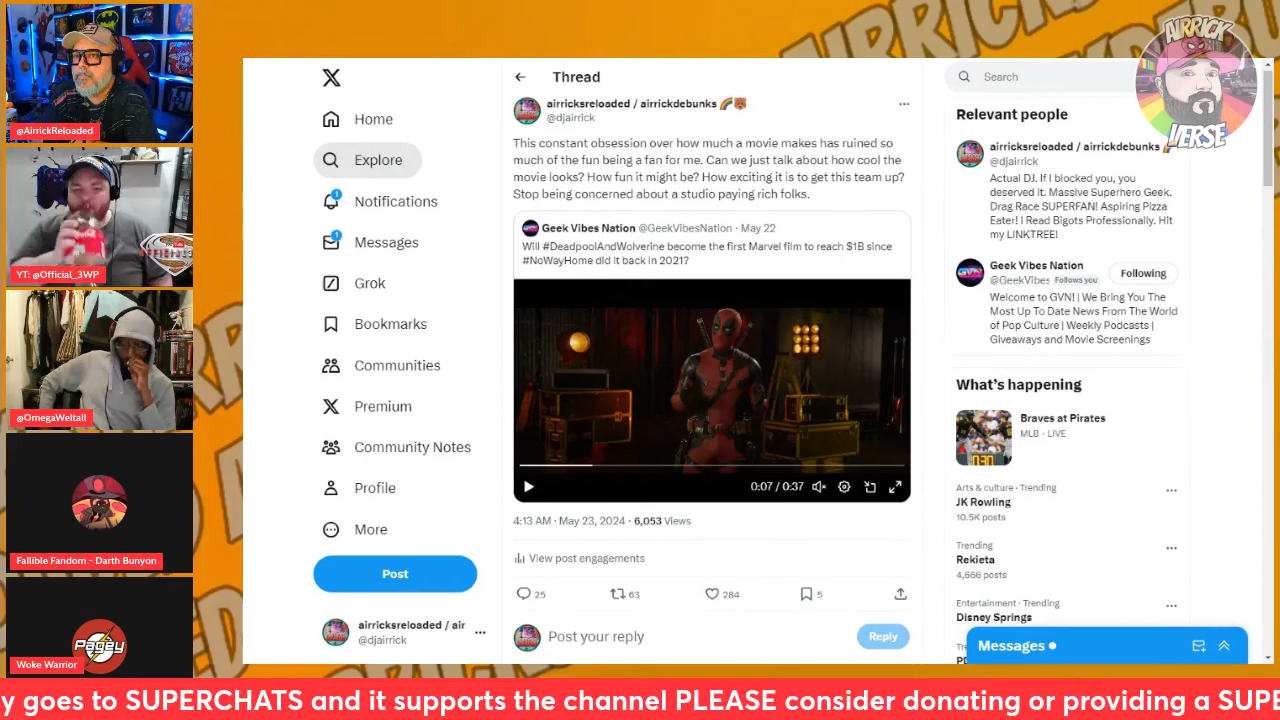 @AirrickReloaded
YT: @Official_3WP
@OmegaWeltall
Fallible Fandom - Darth Bunyon
Pagey
Woke Warrior
AIRRICK
VERSE
Home
Explore
Notifications
Messages
Grok
Bookmarks
Communities
Premium
Community Notes
Profile
More
Post
airricksreloaded / air
@djairrick
Thread
airricksreloaded / airrickdebunks 🌈🐻
@djairrick
This constant obsession over how much a movie makes has ruined so
much of the fun being a fan for me. Can we just talk about how cool the
movie looks? How fun it might be? How exciting it is to get this team up?
Stop being concerned about a studio paying rich folks.
Geek Vibes Nation @GeekVibesNation · May 22
Will #DeadpoolAndWolverine become the first Marvel film to reach $1B since
#NoWayHome did it back in 2021?
0:07 / 0:37
4:13 AM · May 23, 2024 · 6,053 Views
View post engagements
25 63 284 5
Post your reply
Reply
Search
Relevant people
airricksreloaded / airrickdebunks
@djairrick
Actual DJ. If I blocked you, you
deserved it. Massive Superhero Geek.
Drag Race SUPERFAN! Aspiring Pizza
Eater! I Read Bigots Professionally. Hit
my LINKTREE!
Geek Vibes Nation
@GeekVibes Follows you
Following
Welcome to GVN! | We Bring You The
Most Up To Date News From The World
of Pop Culture | Weekly Podcasts |
Giveaways and Movie Screenings
What's happening
Braves at Pirates
MLB · LIVE
Arts & culture · Trending
JK Rowling
10.5K posts
Trending
Rekieta
4,666 posts
Entertainment · Trending
Disney Springs
Messages
y goes to SUPERCHATS and it supports the channel PLEASE consider donating or providing a SUPE